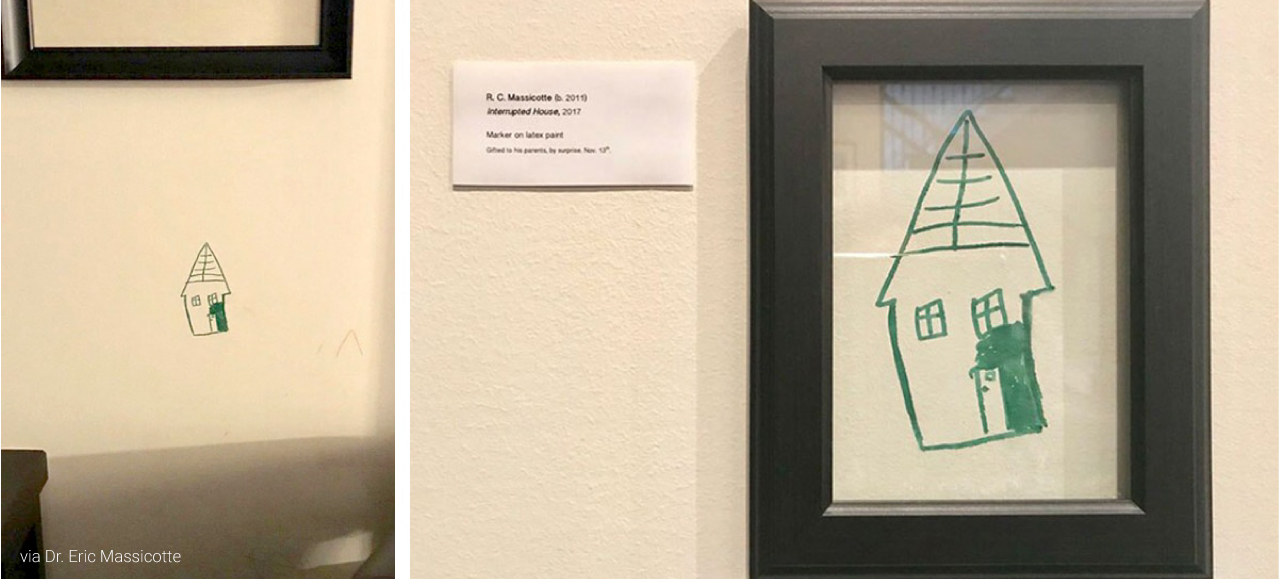 R. C. Massicotte (b. 2011)
Interrupted House, 2017
Marker on latex paint
Gifted to his parents, by surprise, Nov. 13th.
via Dr. Eric Massicotte